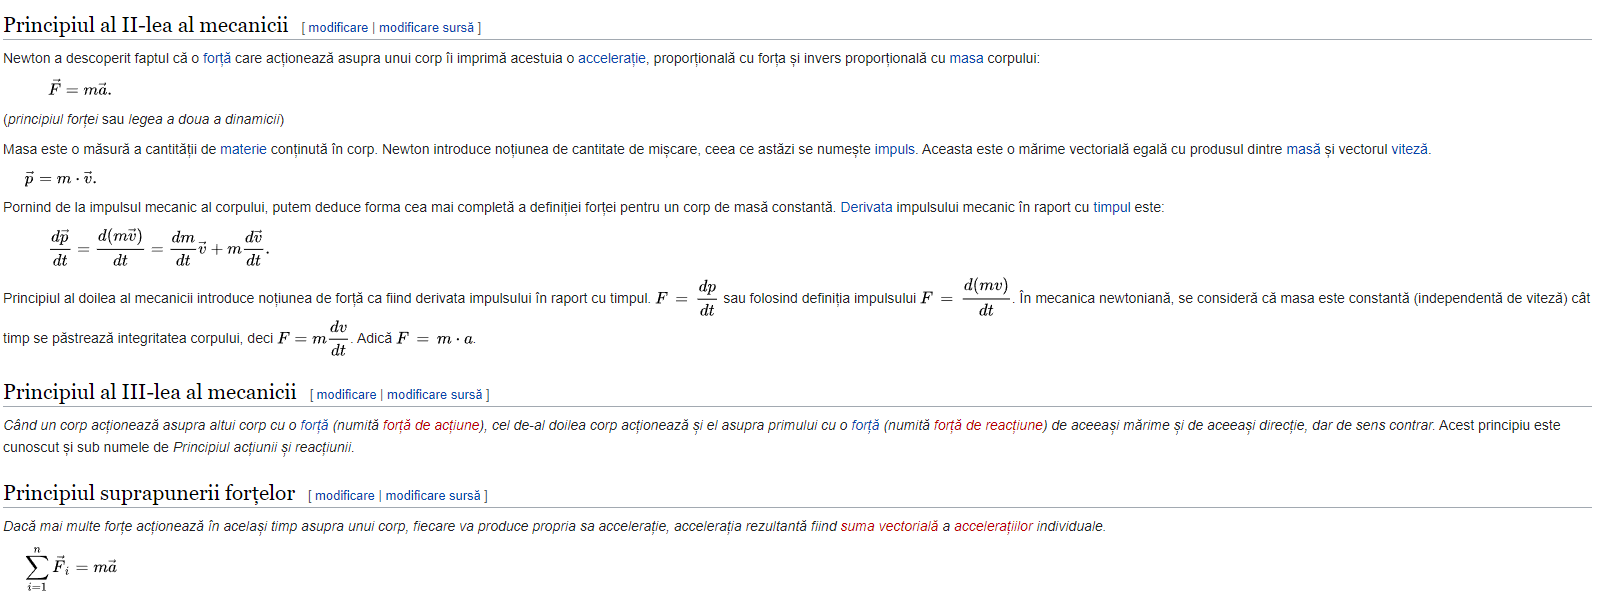 Principiul al II-lea al mecanicii [ modificare | modificare sursă ]
Newton a descoperit faptul că o forță care acționează asupra unui corp îi imprimă acestuia o accelerație, proporțională cu forța și invers proporțională cu masa corpului:
$\vec{F} = m\vec{a}.$
(principiul forței sau legea a doua a dinamicii)
Masa este o măsură a cantității de materie conținută în corp. Newton introduce noțiunea de cantitate de mișcare, ceea ce astăzi se numește impuls. Aceasta este o mărime vectorială egală cu produsul dintre masă și vectorul viteză.
$\vec{p} = m \cdot \vec{v}.$
Pornind de la impulsul mecanic al corpului, putem deduce forma cea mai completă a definiției forței pentru un corp de masă constantă. Derivata impulsului mecanic în raport cu timpul este:
$\frac{d\vec{p}}{dt} = \frac{d(m\vec{v})}{dt} = \frac{dm}{dt}\vec{v} + m\frac{d\vec{v}}{dt}.$
Principiul al doilea al mecanicii introduce noțiunea de forță ca fiind derivata impulsului în raport cu timpul. $F = \frac{dp}{dt}$ sau folosind definiția impulsului $F = \frac{d(mv)}{dt}$. În mecanica newtoniană, se consideră că masa este constantă (independentă de viteză) cât
timp se păstrează integritatea corpului, deci $F = m\frac{dv}{dt}$. Adică $F = m \cdot a$.
Principiul al III-lea al mecanicii [ modificare | modificare sursă ]
Când un corp acționează asupra altui corp cu o forță (numită forță de acțiune), cel de-al doilea corp acționează și el asupra primului cu o forță (numită forță de reacțiune) de aceeași mărime și de aceeași direcție, dar de sens contrar. Acest principiu este
cunoscut și sub numele de Principiul acțiunii și reacțiunii.
Principiul suprapunerii forțelor [ modificare | modificare sursă ]
Dacă mai multe forțe acționează în același timp asupra unui corp, fiecare va produce propria sa accelerație, accelerația rezultantă fiind suma vectorială a accelerațiilor individuale.
$\sum_{i=1}^{n} \vec{F}_i = m\vec{a}$